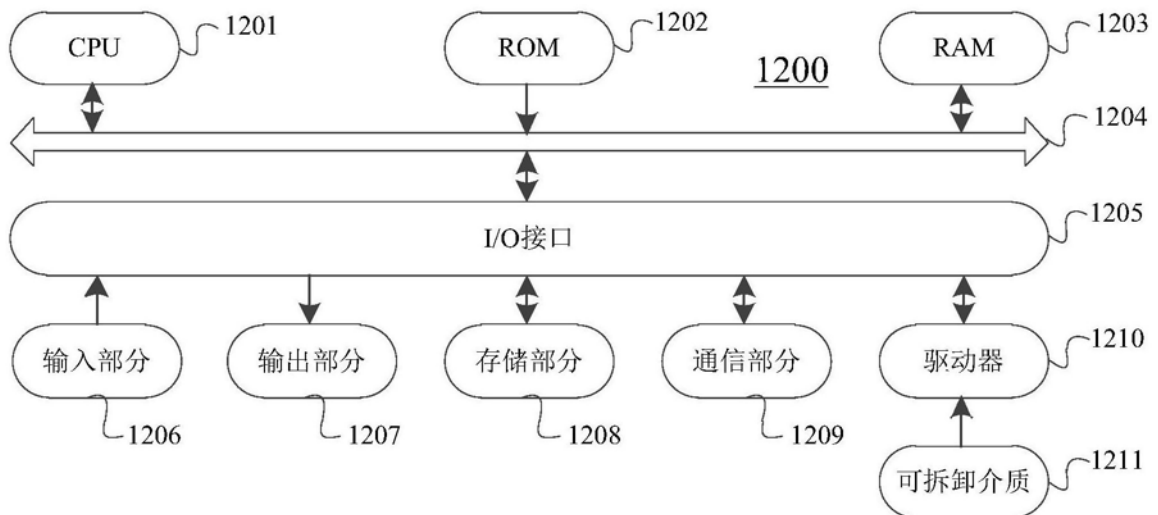 CPU
1201
ROM
1202
RAM
1203
1200
1204
I/O接口
1205
输入部分
输出部分
存储部分
通信部分
驱动器
1210
1206
1207
1208
1209
可拆卸介质
1211